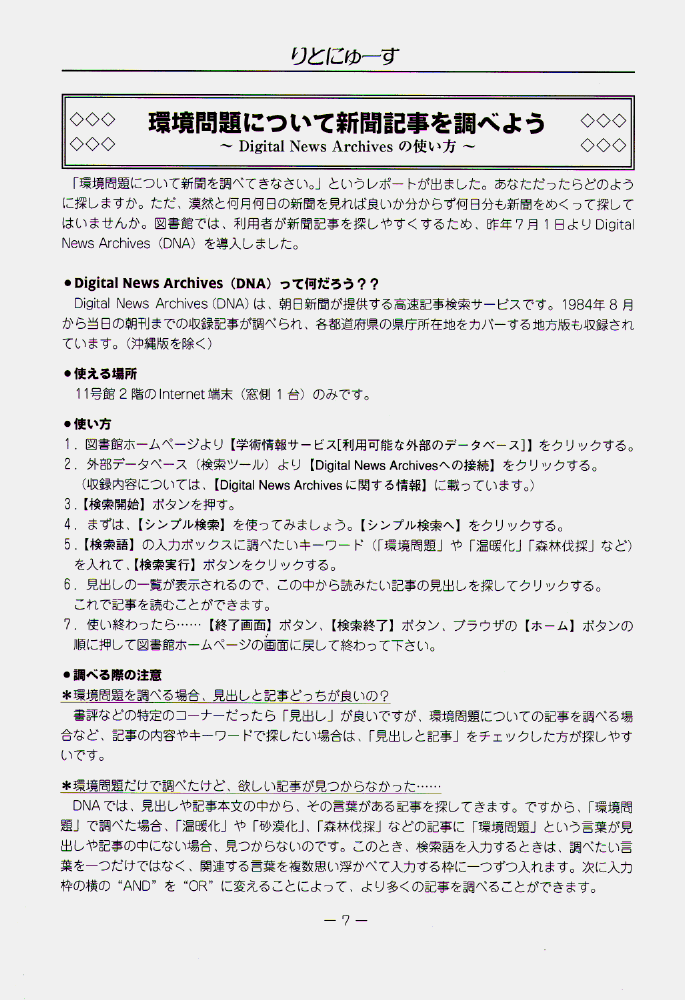 りとにゅーす
◇◇◇ 環境問題について新聞記事を調べよう ◇◇◇
◇◇◇ ～ Digital News Archives の使い方 ～ ◇◇◇
「環境問題について新聞を調べてきなさい。」というレポートが出ました。あなただったらどのよう
に探しますか。ただ、漠然と何月何日の新聞を見れば良いか分からず何日分も新聞をめくって探して
はいませんか。図書館では、利用者が新聞記事を探しやすくするため、昨年７月１日よりDigital
News Archives（DNA）を導入しました。
●Digital News Archives（DNA）って何だろう？？
Digital News Archives（DNA）は、朝日新聞が提供する高速記事検索サービスです。1984年８月
から当日の朝刊までの収録記事が調べられ、各都道府県の県庁所在地をカバーする地方版も収録され
ています。（沖縄版を除く）
●使える場所
11号館２階のInternet端末（窓側１台）のみです。
●使い方
１．図書館ホームページより【学術情報サービス[利用可能な外部のデータベース]】をクリックする。
２．外部データベース（検索ツール）より【Digital News Archivesへの接続】をクリックする。
（収録内容については、【Digital News Archivesに関する情報】に載っています。）
３．【検索開始】ボタンを押す。
４．まずは、【シンプル検索】を使ってみましょう。【シンプル検索へ】をクリックする。
５．【検索語】の入力ボックスに調べたいキーワード（「環境問題」や「温暖化」「森林伐採」など）
を入れて、【検索実行】ボタンをクリックする。
６．見出しの一覧が表示されるので、この中から読みたい記事の見出しを探してクリックする。
これで記事を読むことができます。
７．使い終わったら……【終了画面】ボタン、【検索終了】ボタン、ブラウザの【ホーム】ボタンの
順に押して図書館ホームページの画面に戻して終わって下さい。
●調べる際の注意
＊環境問題を調べる場合、見出しと記事どっちが良いの？
書評などの特定のコーナーだったら「見出し」が良いですが、環境問題についての記事を調べる場
合など、記事の内容やキーワードで探したい場合は、「見出しと記事」をチェックした方が探しやす
いです。
＊環境問題だけで調べたけど、欲しい記事が見つからなかった……
DNAでは、見出しや記事本文の中から、その言葉がある記事を探してきます。ですから、「環境問
題」で調べた場合、「温暖化」や「砂漠化」、「森林伐採」などの記事に「環境問題」という言葉が見
出しや記事の中にない場合、見つからないのです。このとき、検索語を入力するときは、調べたい言
葉を一つだけではなく、関連する言葉を複数思い浮かべて入力する枠に一つずつ入れます。次に入力
枠の横の“AND”を“OR”に変えることによって、より多くの記事を調べることができます。
― 7 ―